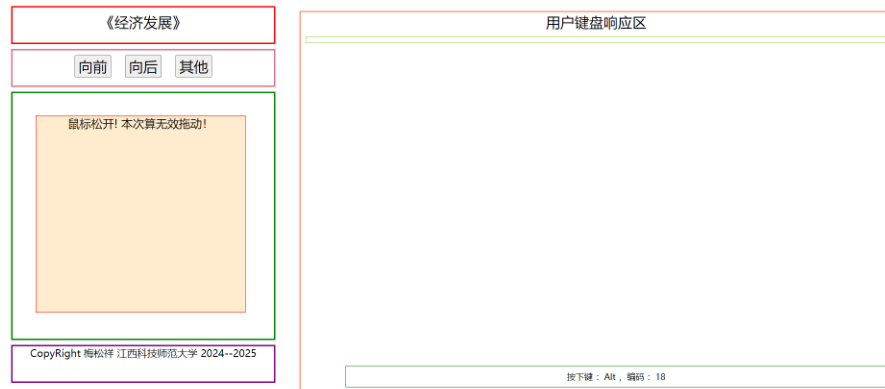 《经济发展》
向前 向后 其他
鼠标松开! 本次算无效拖动!
CopyRight 梅松祥 江西科技师范大学 2024--2025
用户键盘响应区
按下键 : Alt , 编码 : 18